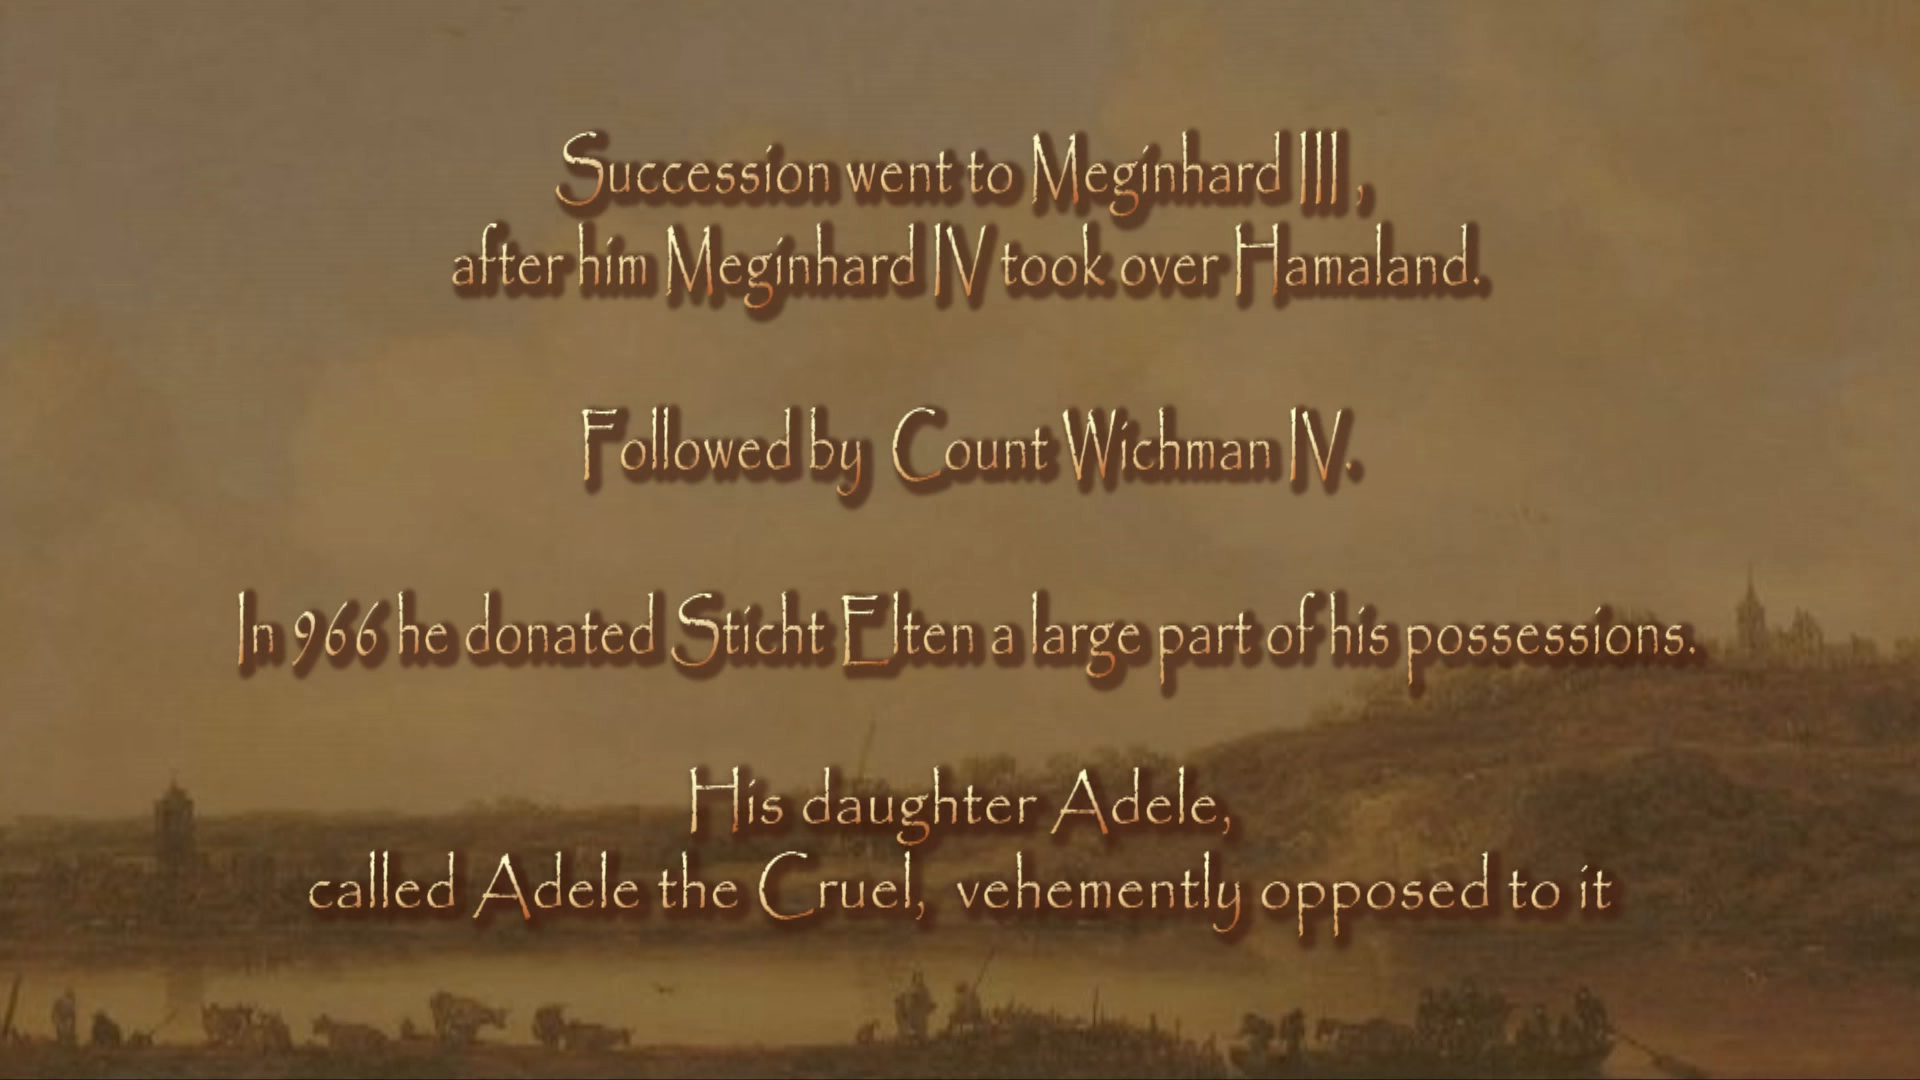 Succession went to Meginhard III ,
after him Meginhard IV took over Hamaland.
Followed by Count Wichman IV.
In 966 he donated Sticht Elten a large part of his possessions.
His daughter Adele,
called Adele the Cruel, vehemently opposed to it